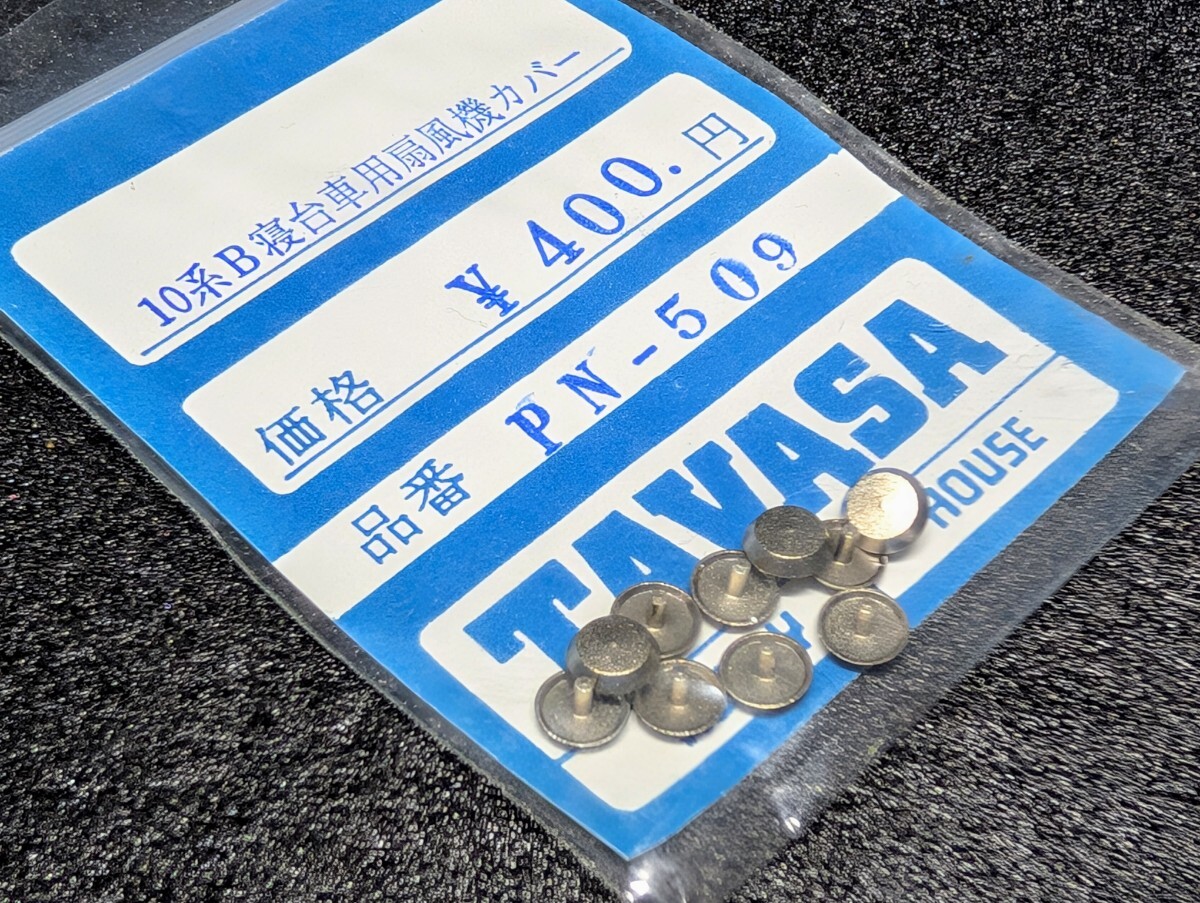 10系B寝台車用扇風機カバー
価格 ¥ 400. 円
品番 PN-509
TAVASA
HOUSE